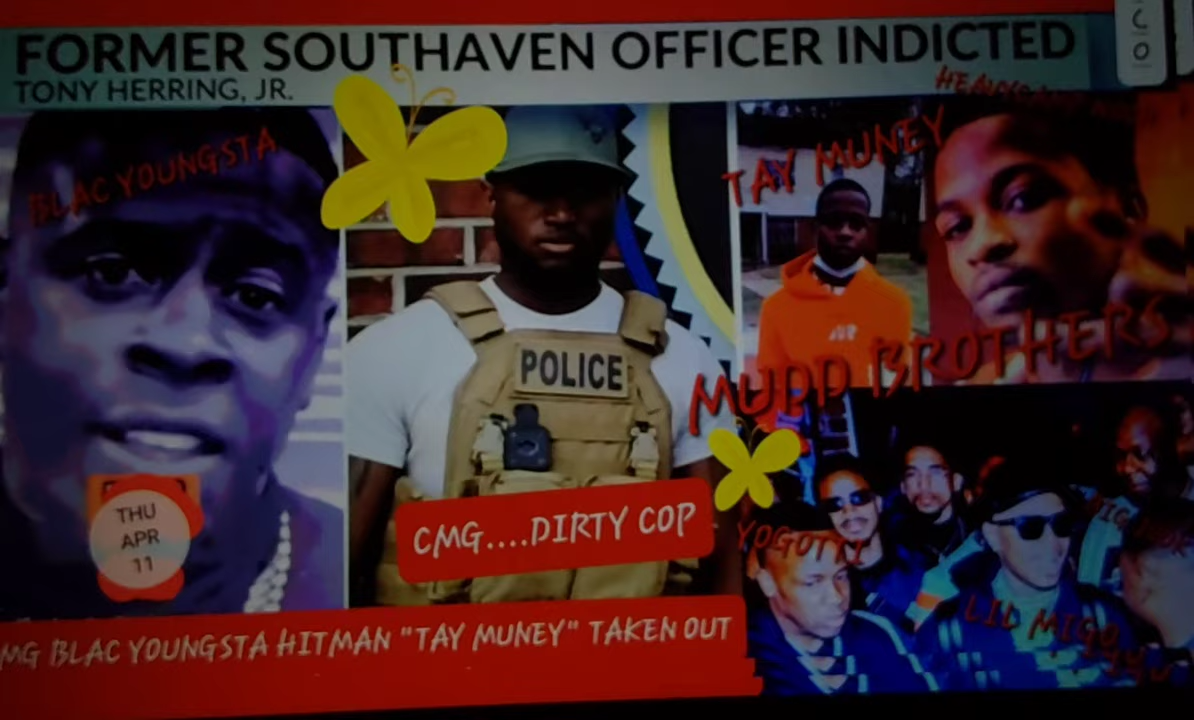 FORMER SOUTHAVEN OFFICER INDICTED
TONY HERRING, JR.
CO
BLAC YOUNGSTA
TAY MUNEY
POLICE
MUDD BROTHERS
CMG....DIRTY COP
THU
APR
11
YOGOTTI
LIL MIGO
MG BLAC YOUNGSTA HITMAN "TAY MUNEY" TAKEN OUT